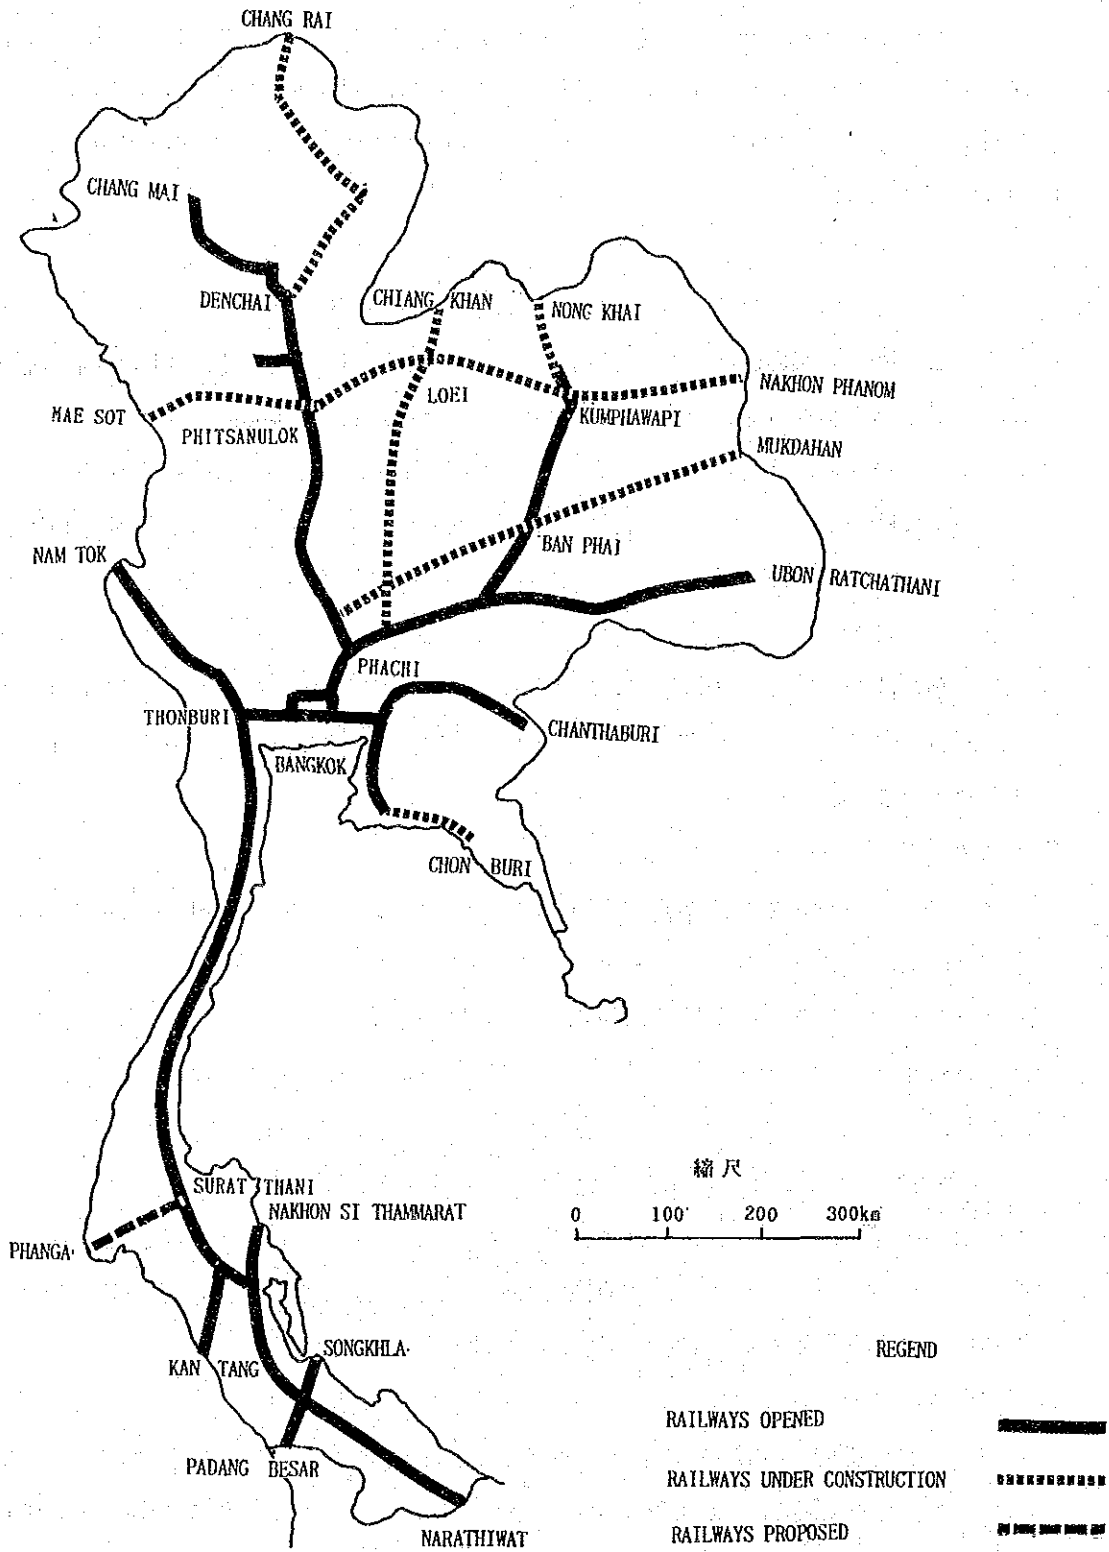 CHANG RAI
CHANG MAI
DENCHAI
CHIANG KHAN
NONG KHAI
MAE SOT
PHITSANULOK
LOEI
KUMPHAWAPI
NAKHON PHANOM
MUKDAHAN
NAM TOK
BAN PHAI
UBON RATCHATHANI
PHACHI
THONBURI
BANGKOK
CHANTHABURI
CHON BURI
縮尺
0 100 200 300km
SURAT THANI
NAKHON SI THAMMARAT
PHANGA
SONGKHLA
KAN TANG
PADANG BESAR
NARATHIWAT
REGEND
RAILWAYS OPENED
RAILWAYS UNDER CONSTRUCTION
RAILWAYS PROPOSED